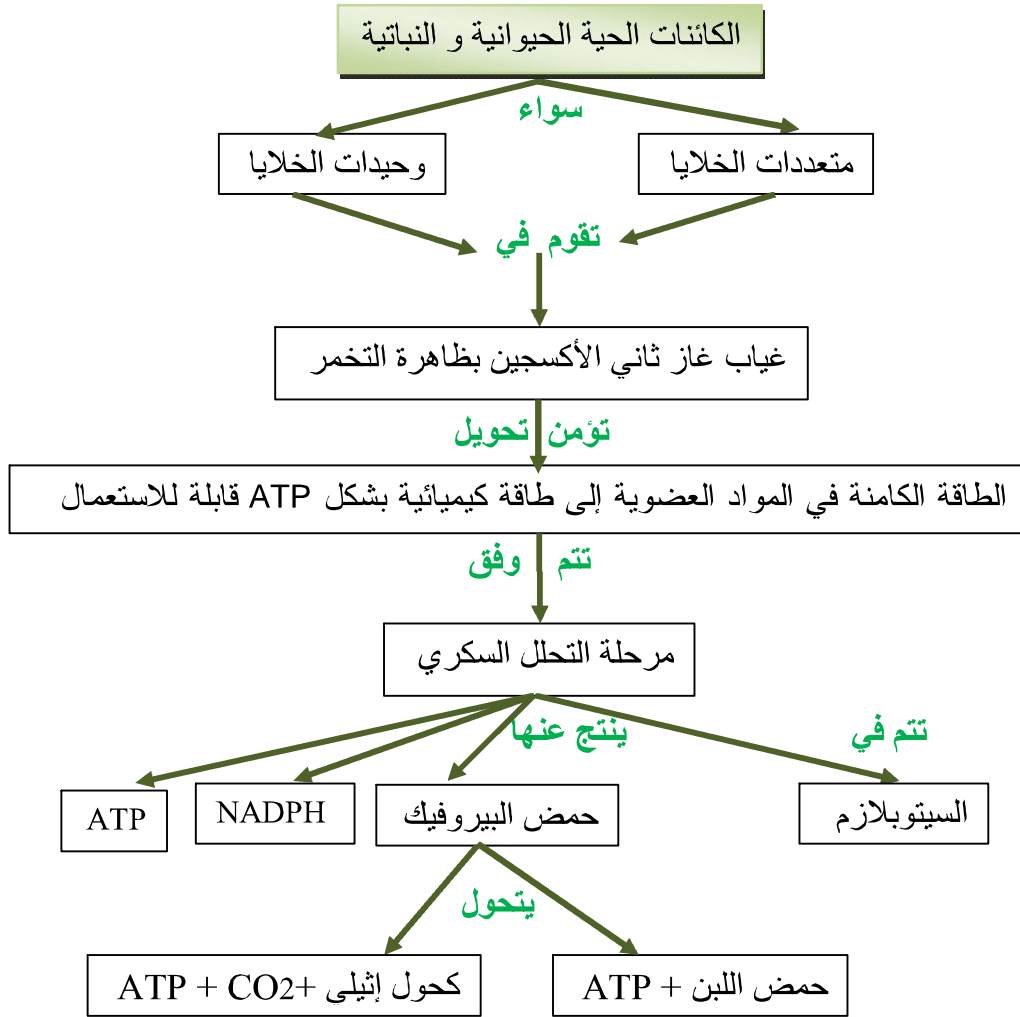 الكائنات الحية الحيوانية و النباتية
سواء
متعددات الخلايا
وحيدات الخلايا
تقوم في
غياب غاز ثاني الأكسجين بظاهرة التخمر
تؤمن تحويل
الطاقة الكامنة في المواد العضوية إلى طاقة كيميائية بشكل ATP قابلة للاستعمال
تتم وفق
مرحلة التحلل السكري
تتم في
ينتج عنها
السيتوبلازم
حمض البيروفيك
NADPH
ATP
يتحول
حمض اللبن + ATP
كحول إثيلي +ATP + CO2